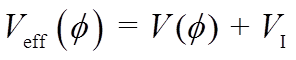 V_eff (ϕ) = V(ϕ) + V_I